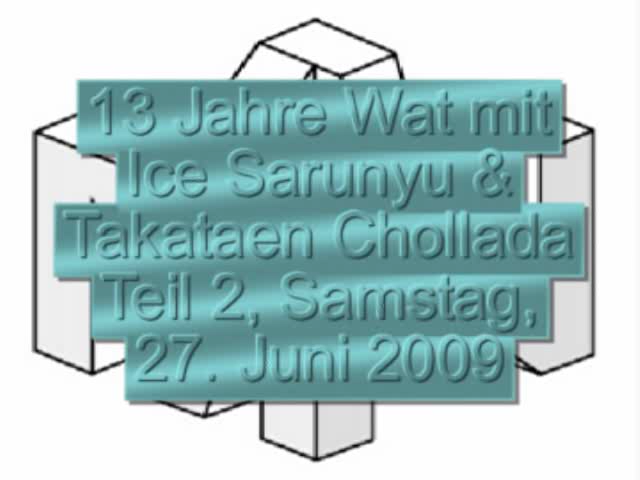 13 Jahre Wat mit
Ice Sarunyu &
Takataen Chollada
Teil 2, Samstag,
27. Juni 2009